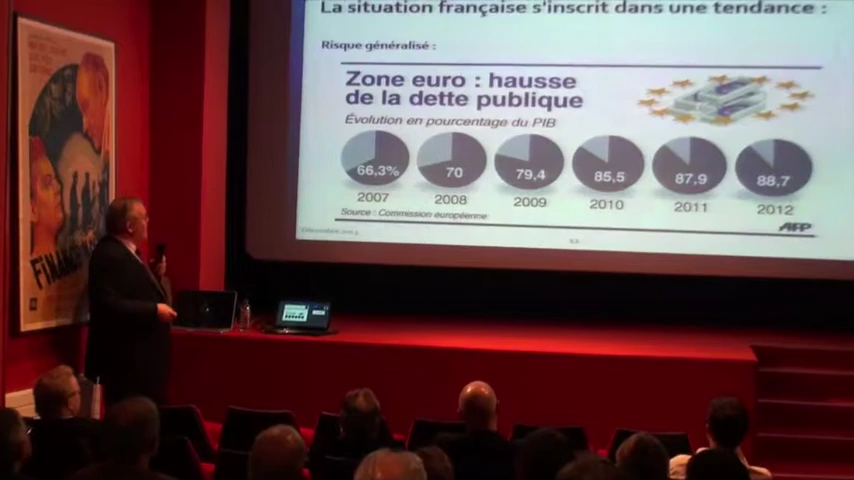 La situation française s'inscrit dans une tendance :
Risque généralisé :
Zone euro : hausse
de la dette publique
Évolution en pourcentage du PIB
66,3% 70 79,4 85,5 87,9 88,7
2007 2008 2009 2010 2011 2012
Source : Commission européenne
AFP